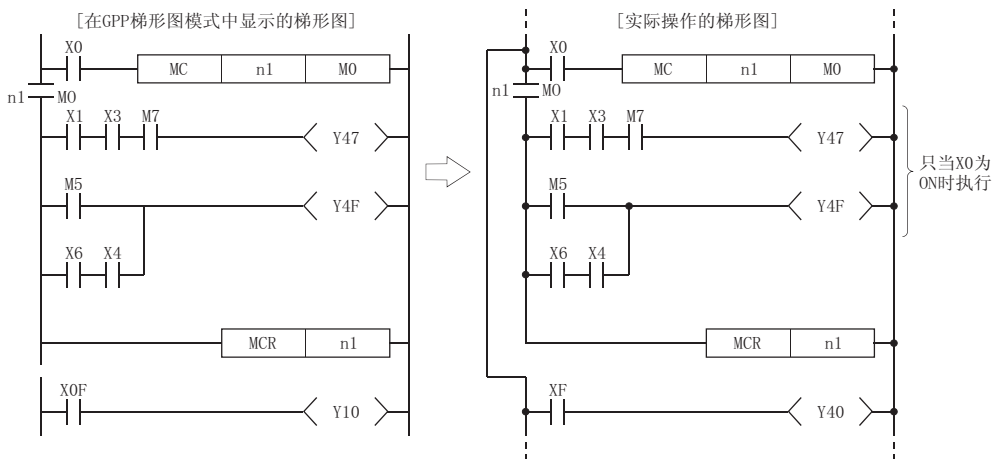 [在GPP梯形图模式中显示的梯形图]
X0
MC n1 M0
n1 M0
X1 X3 M7
Y47
M5
Y4F
X6 X4
MCR n1
X0F
Y10
[实际操作的梯形图]
X0
MC n1 M0
n1 M0
X1 X3 M7
Y47
M5
Y4F
X6 X4
MCR n1
XF
Y40
只当X0为
ON时执行